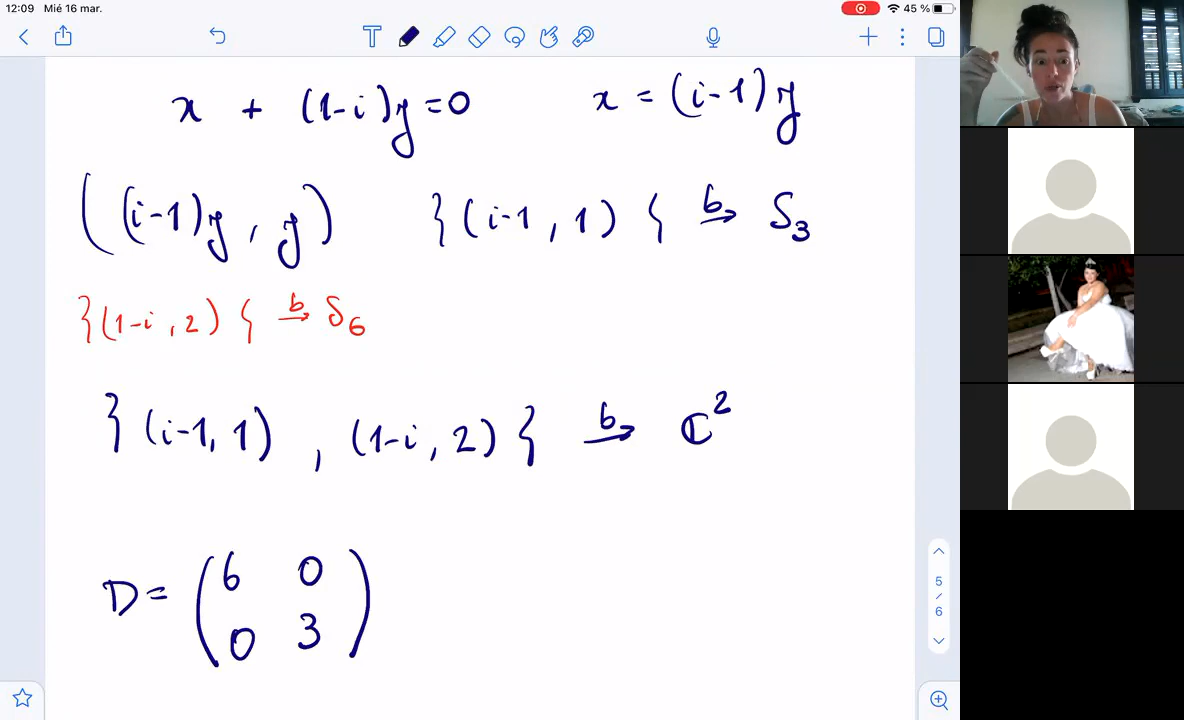 12:09 Mié 16 mar.
45 %
x + (1-i)y=0 x = (i-1)y
((i-1)y, y) }(i-1, 1){ b→ S₃
}(1-i, 2){ b→ S₆
}(i-1, 1), (1-i, 2){ b→ ℂ²
D= (6 0
0 3)
5
/
6